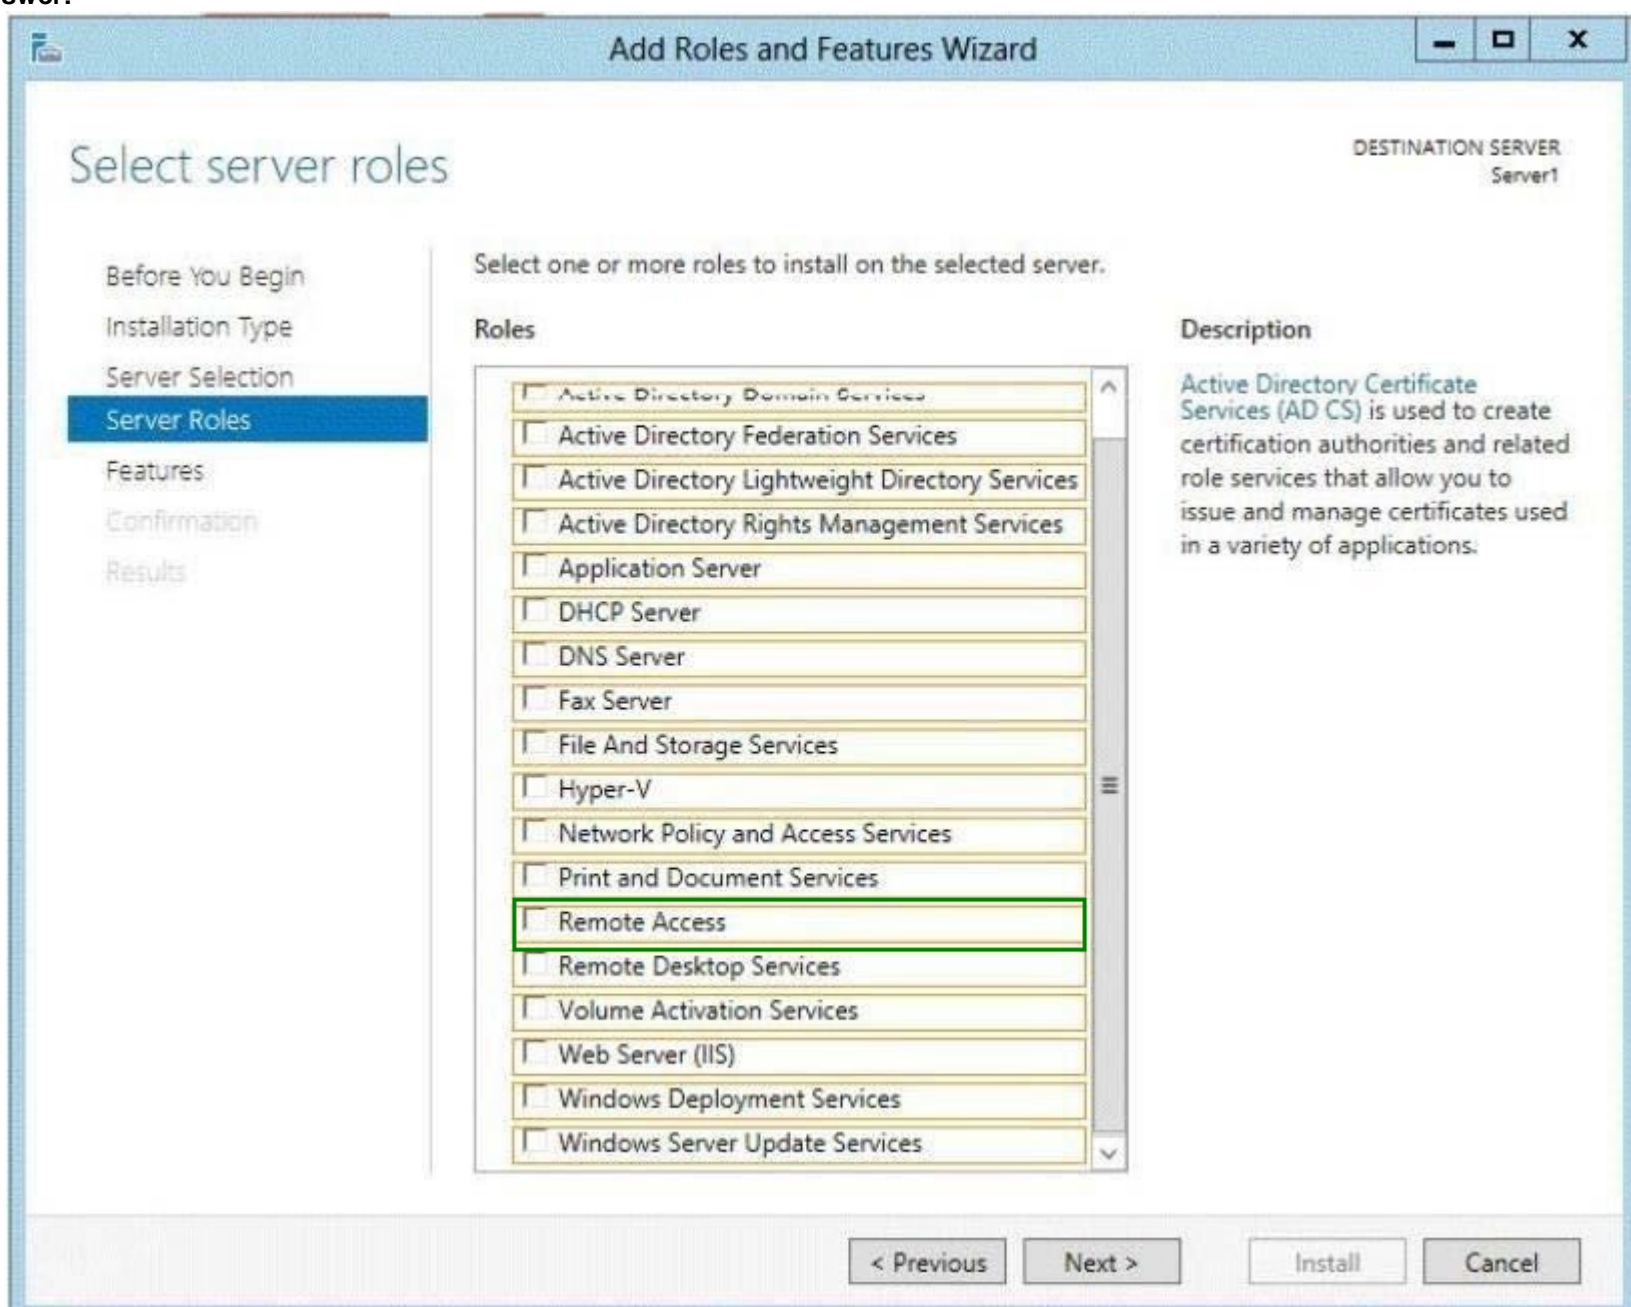 Add Roles and Features Wizard
Select server roles
DESTINATION SERVER
Server1
Before You Begin
Installation Type
Server Selection
Server Roles
Features
Confirmation
Results
Select one or more roles to install on the selected server.
Roles
Active Directory Domain Services
Active Directory Federation Services
Active Directory Lightweight Directory Services
Active Directory Rights Management Services
Application Server
DHCP Server
DNS Server
Fax Server
File And Storage Services
Hyper-V
Network Policy and Access Services
Print and Document Services
Remote Access
Remote Desktop Services
Volume Activation Services
Web Server (IIS)
Windows Deployment Services
Windows Server Update Services
Description
Active Directory Certificate
Services (AD CS) is used to create
certification authorities and related
role services that allow you to
issue and manage certificates used
in a variety of applications.
< Previous
Next >
Install
Cancel